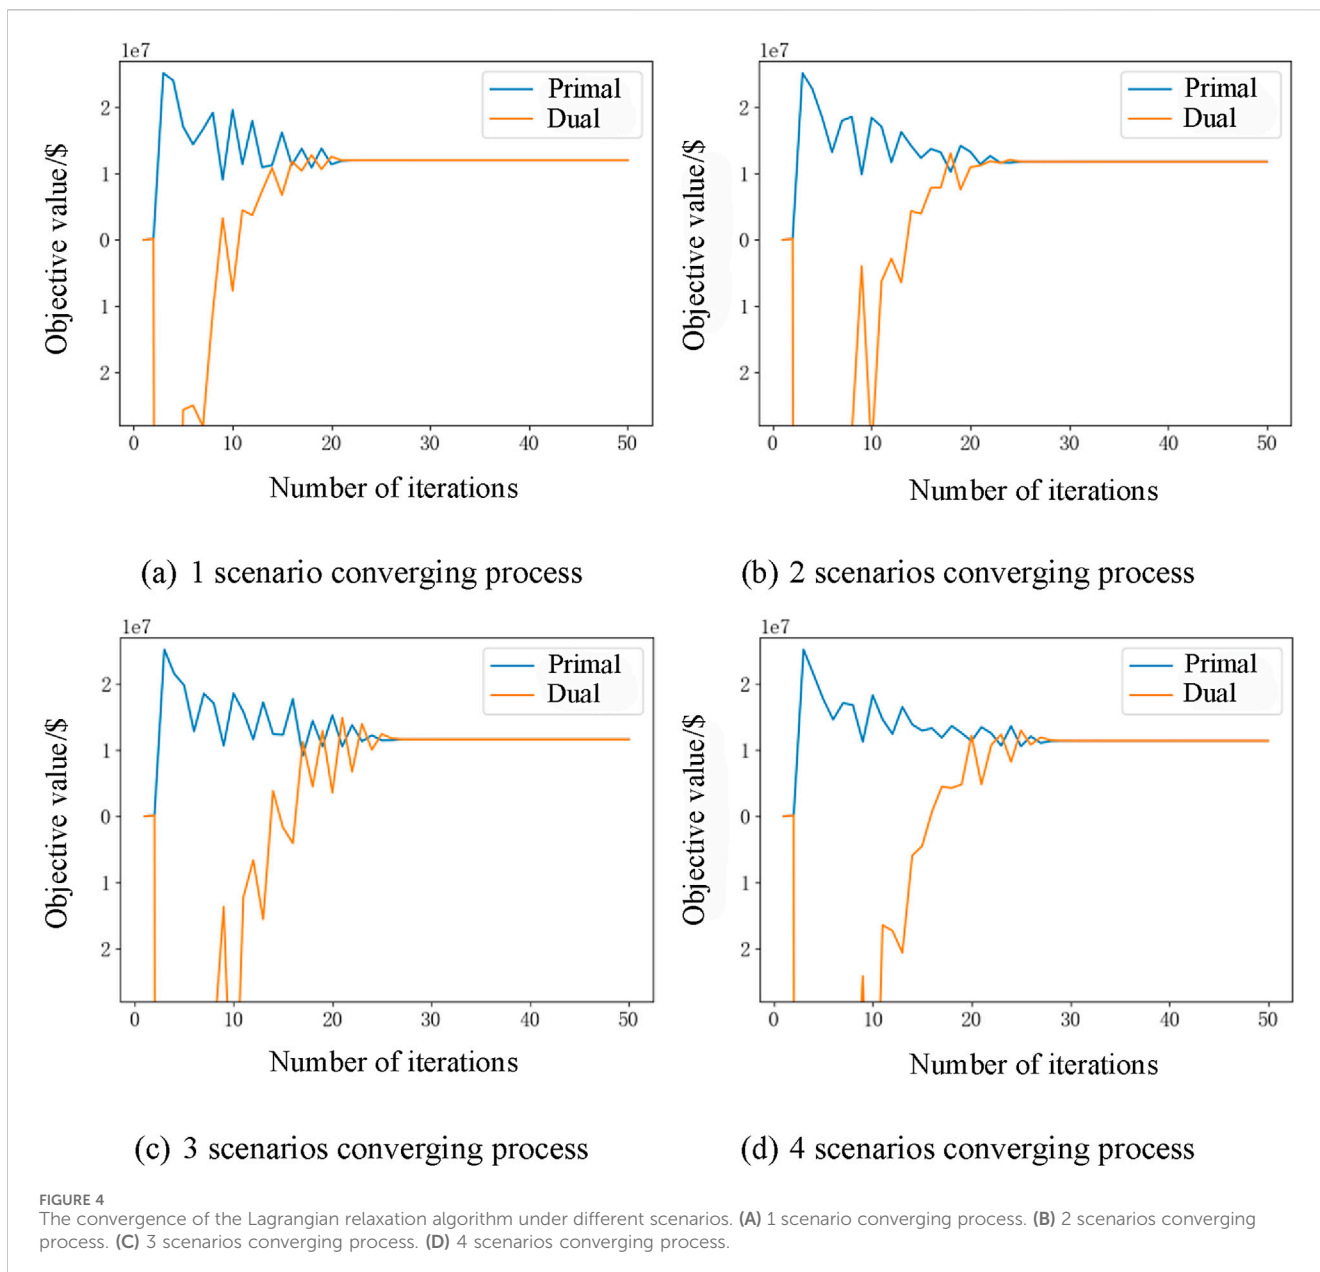 1e7
Primal
Dual
2
1
0
1
2
Objective value/$
0 10 20 30 40 50
Number of iterations
(a) 1 scenario converging process
1e7
Primal
Dual
2
1
0
1
2
Objective value/$
0 10 20 30 40 50
Number of iterations
(b) 2 scenarios converging process
1e7
Primal
Dual
2
1
0
1
2
Objective value/$
0 10 20 30 40 50
Number of iterations
(c) 3 scenarios converging process
1e7
Primal
Dual
2
1
0
1
2
Objective value/$
0 10 20 30 40 50
Number of iterations
(d) 4 scenarios converging process
FIGURE 4
The convergence of the Lagrangian relaxation algorithm under different scenarios. (A) 1 scenario converging process. (B) 2 scenarios converging
process. (C) 3 scenarios converging process. (D) 4 scenarios converging process.